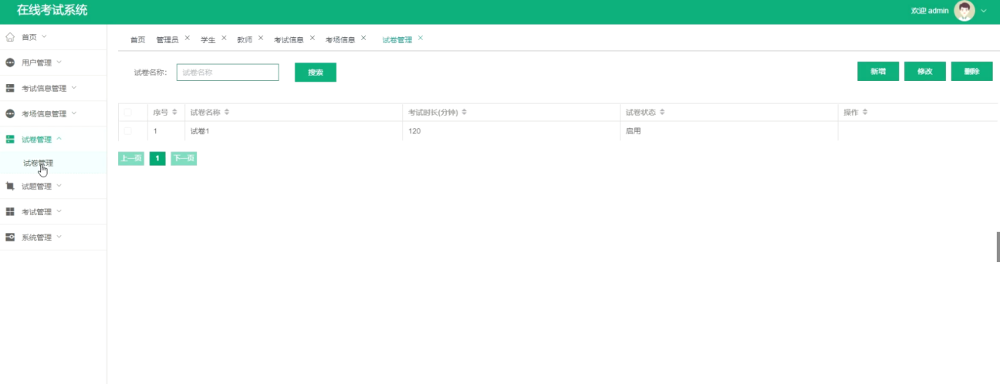 在线考试系统
欢迎 admin
首页
用户管理
考试信息管理
考场信息管理
试卷管理
试卷管理
试题管理
考试管理
系统管理
首页 管理员 × 学生 × 教师 × 考试信息 × 考场信息 × 试卷管理 ×
试卷名称: 试卷名称 搜索 新增 修改 删除
序号 试卷名称 考试时长(分钟) 试卷状态 操作
1 试卷1 120 启用
上一页 1 下一页